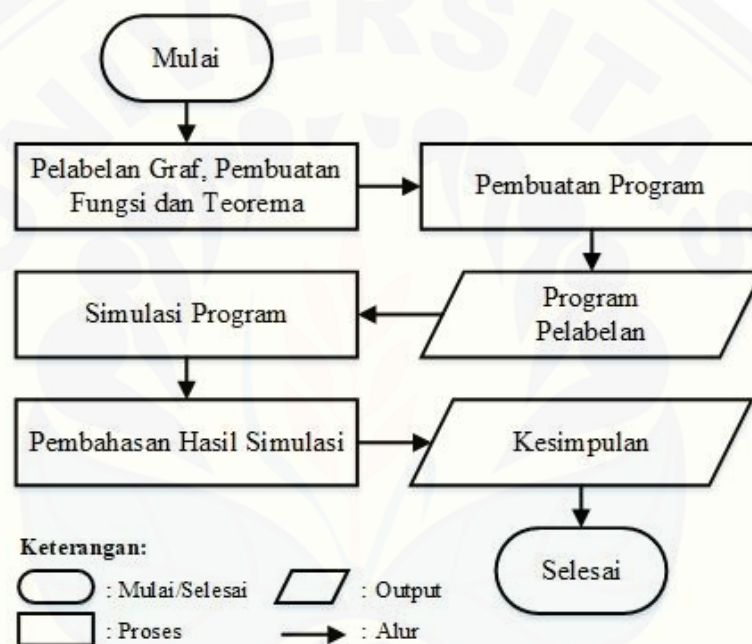 UNIVERSITAS
Mulai
Pelabelan Graf, Pembuatan
Fungsi dan Teorema
Pembuatan Program
Program
Pelabelan
Simulasi Program
Pembahasan Hasil Simulasi
Kesimpulan
Selesai
Keterangan:
: Mulai/Selesai
: Output
: Proses
: Alur